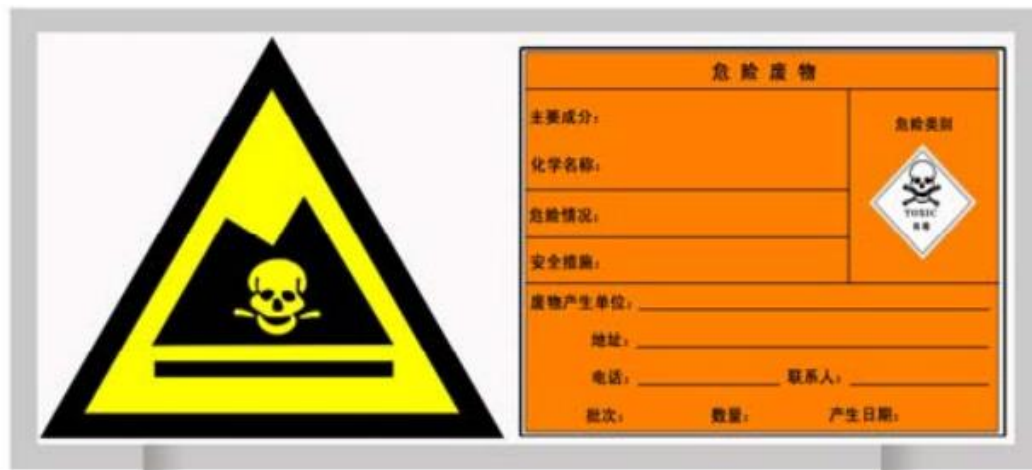 危险废物
主要成分：
危险类别
化学名称：
TOXIC
有毒
危险情况：
安全措施：
废物产生单位：
地址：
电话： 联系人：
批次： 数量： 产生日期：